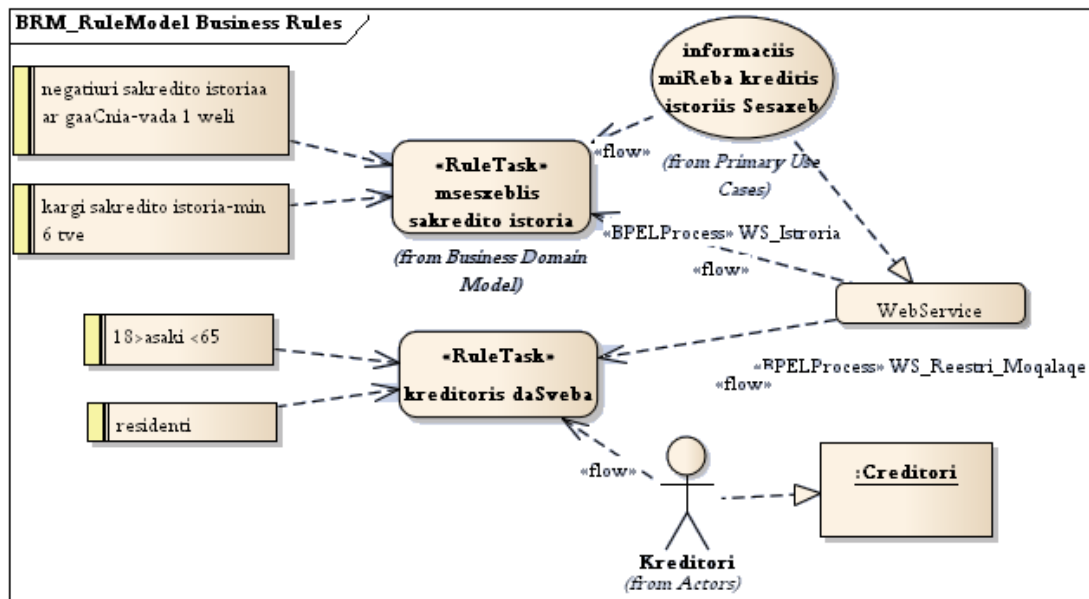 BRM_RuleModel Business Rules
negatiuri sakredito istoriaa
ar gaaCnia-vada 1 weli
kargi sakredito istoria-min
6 tve
informaciis
miReba kreditis
istoriis Sesaxeb
(from Primary Use
Cases)
«flow»
«RuleTask»
msesxeblis
sakredito istoria
(from Business Domain
Model)
«BPELProcess» WS_Istroria
«flow»
WebService
18>asaki <65
residenti
«RuleTask»
kreditoris daSveba
«BPELProcess» WS_Reestri_Moqalaqe
«flow»
«flow»
Kreditori
(from Actors)
:Creditori